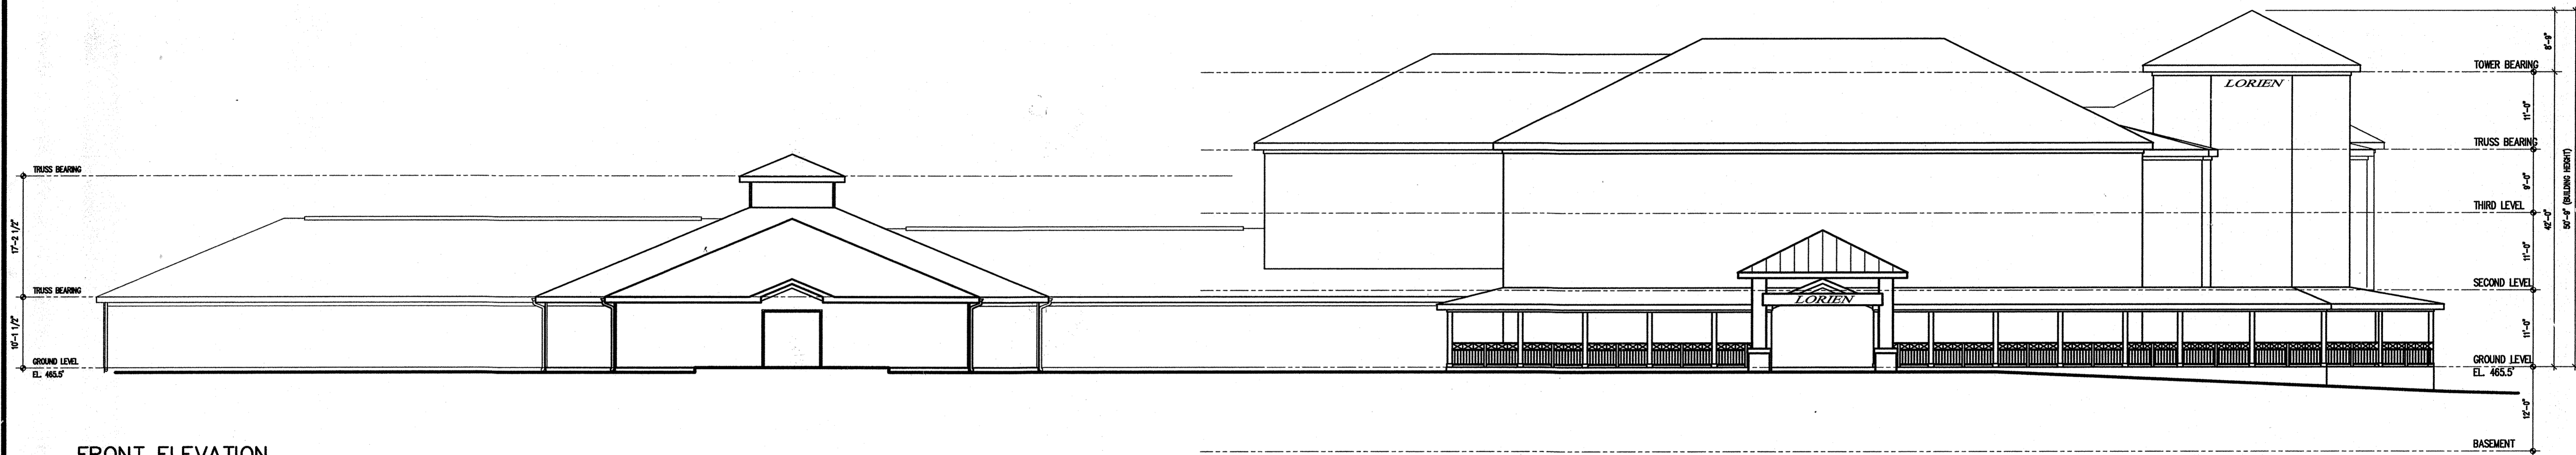 TRUSS BEARING
17'-2 1/2"
TRUSS BEARING
10'-1 1/2"
GROUND LEVEL
EL. 465.5'
FRONT ELEVATION
LORIEN
LORIEN
8'-9"
TOWER BEARING
11'-0"
TRUSS BEARING
9'-0"
THIRD LEVEL
42'-0"
50'-9" (BUILDING HEIGHT)
11'-0"
SECOND LEVEL
11'-0"
GROUND LEVEL
EL. 465.5'
12'-0"
BASEMENT